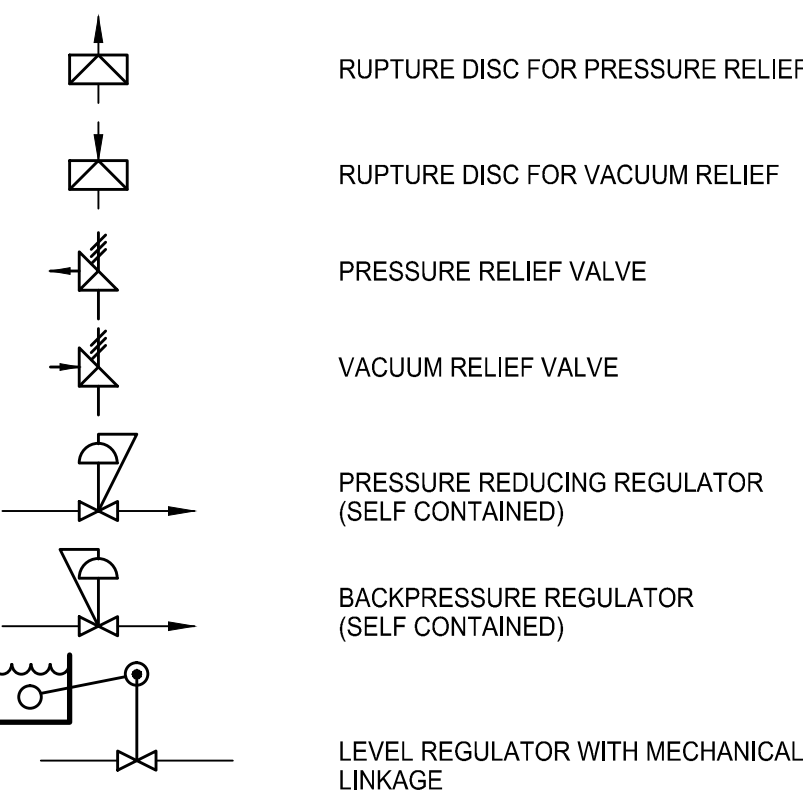 RUPTURE DISC FOR PRESSURE RELIEF
RUPTURE DISC FOR VACUUM RELIEF
PRESSURE RELIEF VALVE
VACUUM RELIEF VALVE
PRESSURE REDUCING REGULATOR
(SELF CONTAINED)
BACKPRESSURE REGULATOR
(SELF CONTAINED)
LEVEL REGULATOR WITH MECHANICAL
LINKAGE